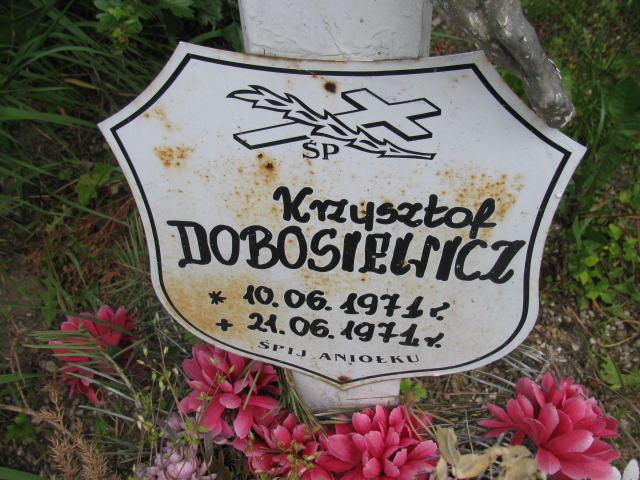 ŚP
Krzysztof
DOBOSIEWICZ
* 10.06.1971 r.
+ 21.06.1971 r.
ŚPIJ ANIOŁKU